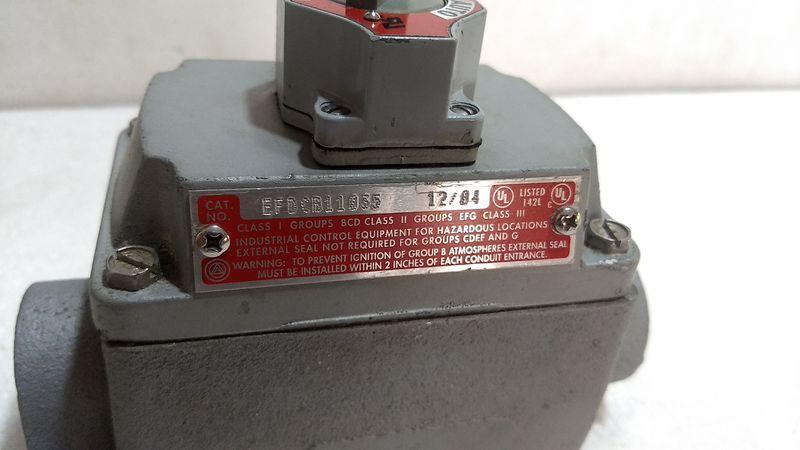 CAT. NO. EFDCB11035 12/04 UL LISTED 142L C UL
CLASS I GROUPS BCD CLASS II GROUPS EFG CLASS III
INDUSTRIAL CONTROL EQUIPMENT FOR HAZARDOUS LOCATIONS
EXTERNAL SEAL NOT REQUIRED FOR GROUPS CDEF AND G
WARNING: TO PREVENT IGNITION OF GROUP B ATMOSPHERES EXTERNAL SEAL
MUST BE INSTALLED WITHIN 2 INCHES OF EACH CONDUIT ENTRANCE.